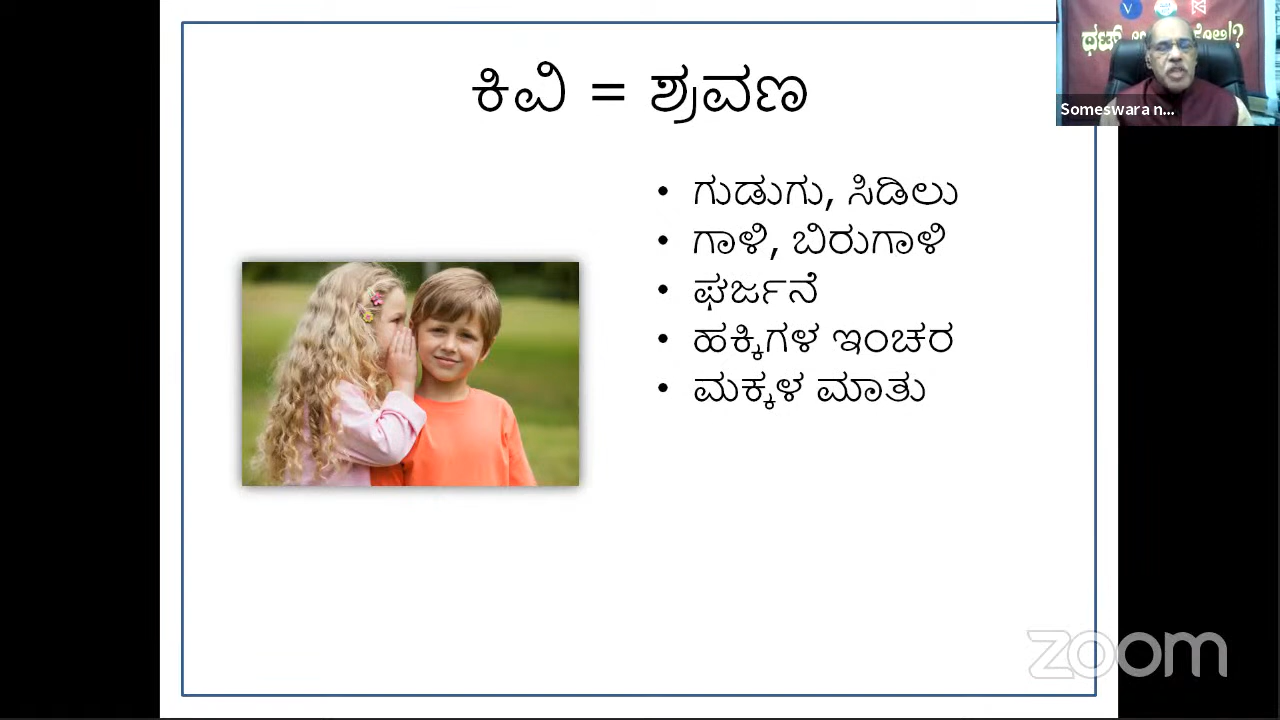 ಕಿವಿ = ಶ್ರವಣ
• ಗುಡುಗು, ಸಿಡಿಲು
• ಗಾಳಿ, ಬಿರುಗಾಳಿ
• ಘರ್ಜನೆ
• ಹಕ್ಕಿಗಳ ಇಂಚರ
• ಮಕ್ಕಳ ಮಾತು
Someswara n...
zoom